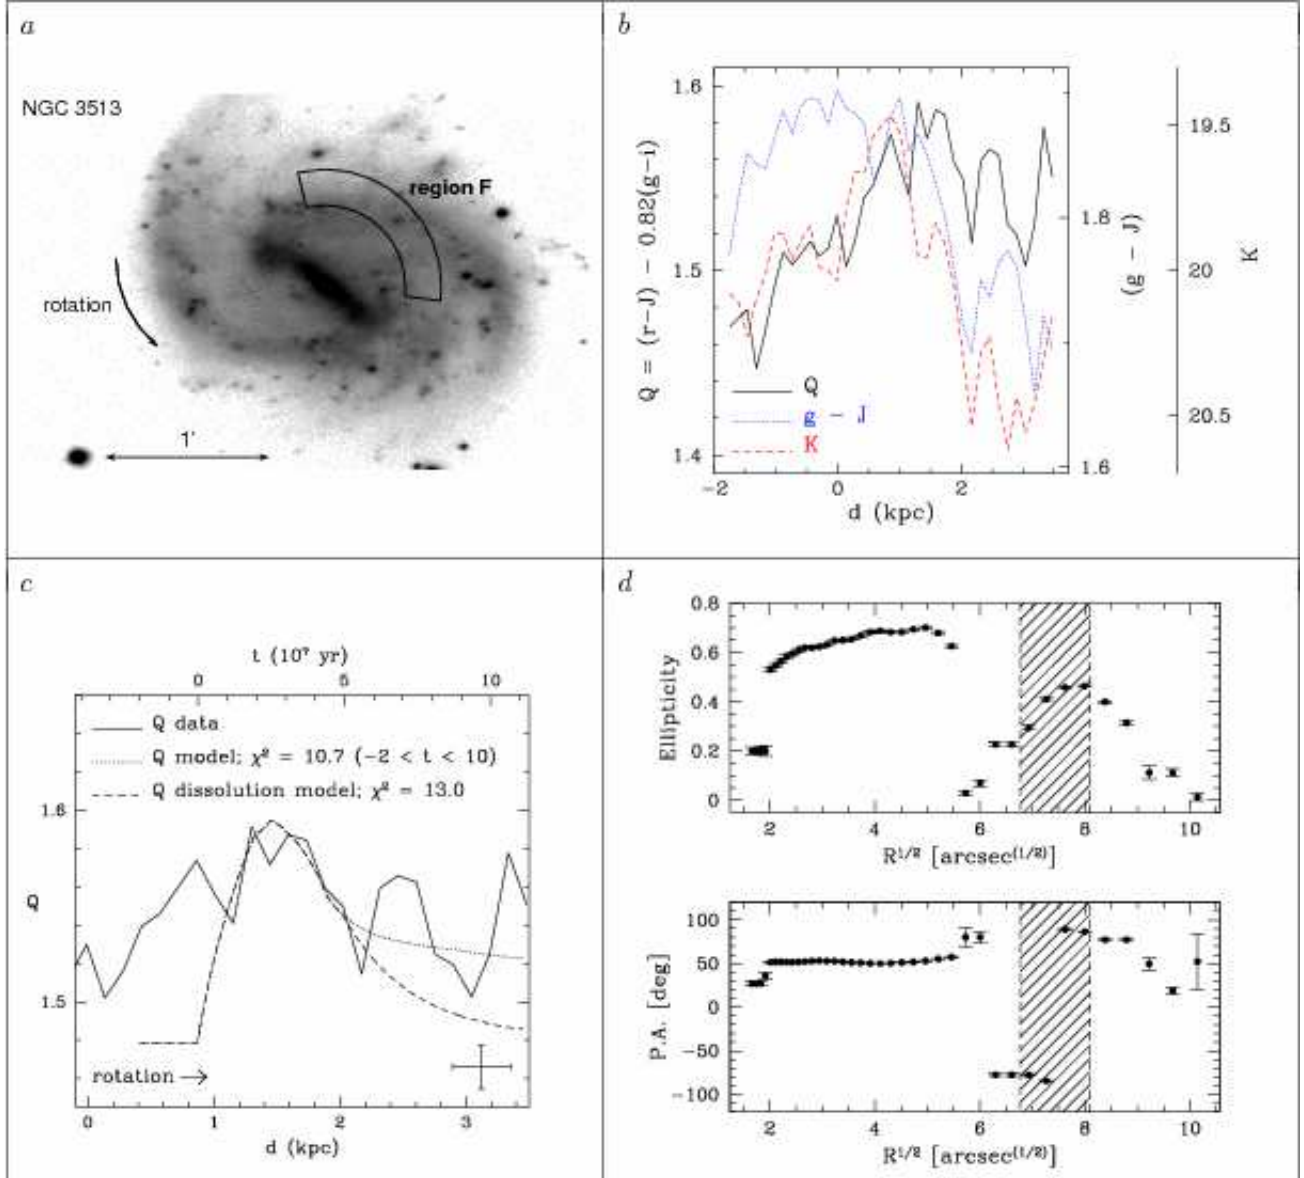 a
NGC 3513
region F
rotation
1'
b
1.6
1.5
1.4
Q = (r-J) - 0.82(g-i)
-2
0
2
d (kpc)
1.8
1.6
(g - J)
19.5
20
20.5
K
Q
g - J
K
c
t (10⁷ yr)
0
5
10
Q data
Q model; χ² = 10.7 (-2 < t < 10)
Q dissolution model; χ² = 13.0
1.6
Q
1.5
rotation →
0
1
2
3
d (kpc)
d
0.8
0.6
0.4
0.2
0
Ellipticity
2
4
6
8
10
R^1/2 [arcsec^(1/2)]
100
50
0
-50
-100
P.A. [deg]
2
4
6
8
10
R^1/2 [arcsec^(1/2)]